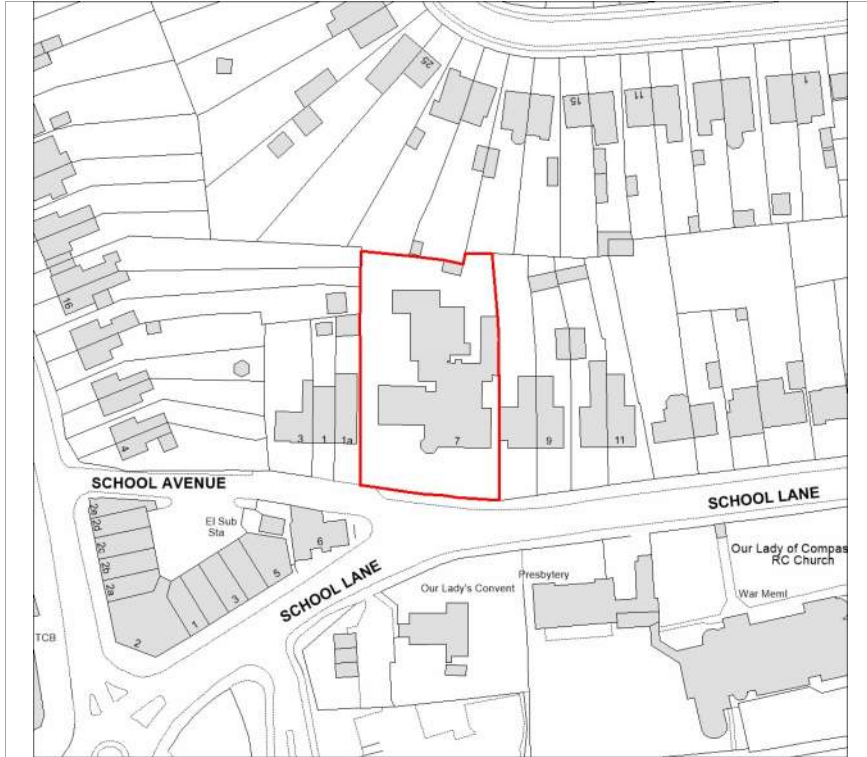 25
15
11
1
16
4
3
1
1a
7
9
11
SCHOOL AVENUE
SCHOOL LANE
2e
2d
2c
2b
2a
El Sub
Sta
6
5
3
1
2
SCHOOL LANE
TCB
Our Lady's Convent
Presbytery
Our Lady of Compas
RC Church
War Meml